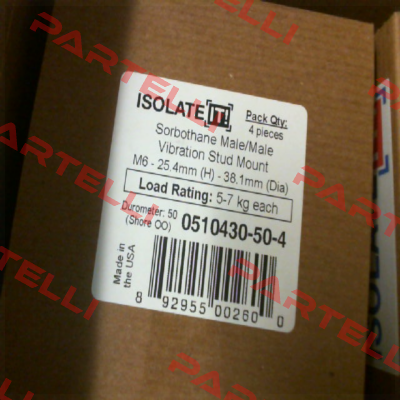 PARTELLI
ISOLATE IT!
Pack Qty:
4 pieces
Sorbothane Male/Male
Vibration Stud Mount
M6 - 25.4mm (H) - 38.1mm (Dia)
Load Rating: 5-7 kg each
Durometer: 50
(Shore OO)
0510430-50-4
Made in
the USA
8 92955 00260 0
PARTELLI
PARTELLI